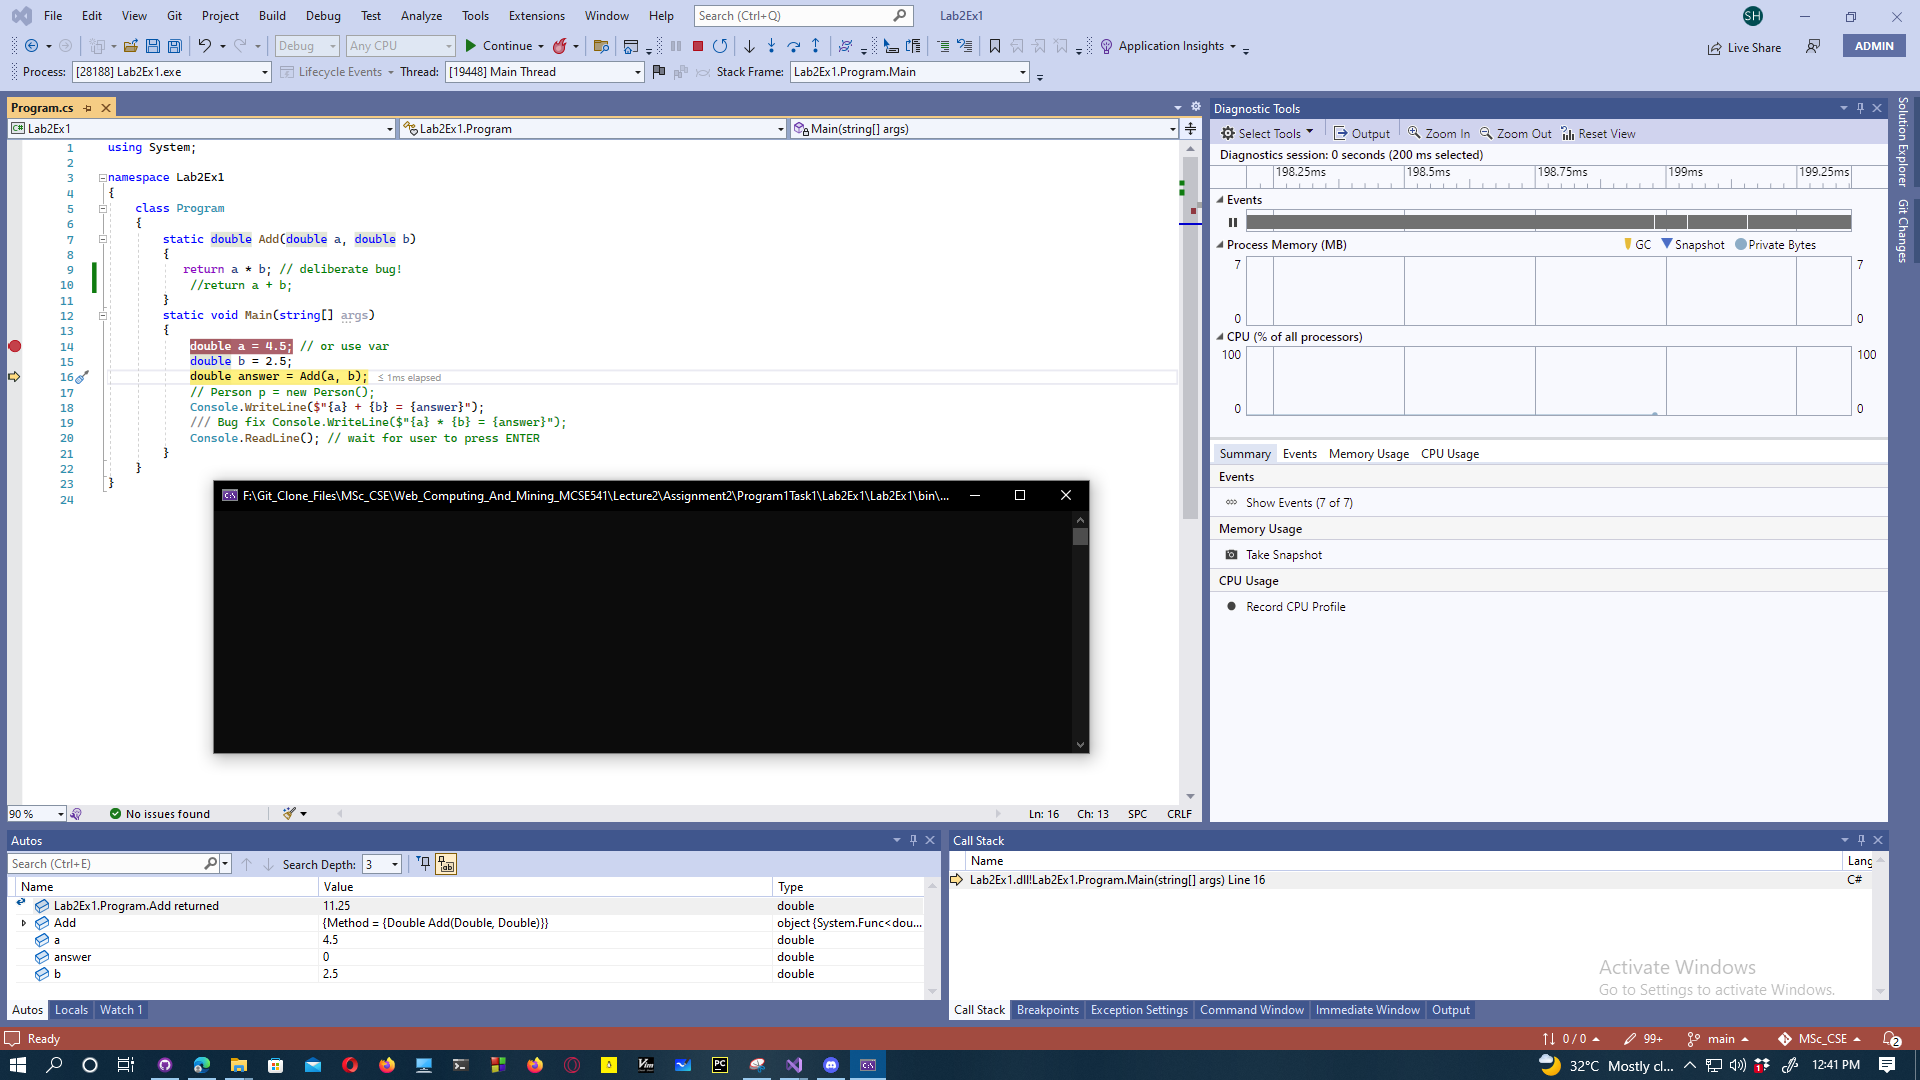 File Edit View Git Project Build Debug Test Analyze Tools Extensions Window Help Search (Ctrl+Q) Lab2Ex1 SH
Debug Any CPU Continue Application Insights Live Share ADMIN
Process: [28188] Lab2Ex1.exe Lifecycle Events Thread: [19448] Main Thread Stack Frame: Lab2Ex1.Program.Main
Program.cs
C# Lab2Ex1 Lab2Ex1.Program Main(string[] args)
1 using System;
2
3 namespace Lab2Ex1
4 {
5 class Program
6 {
7 static double Add(double a, double b)
8 {
9 return a * b; // deliberate bug!
10 //return a + b;
11 }
12 static void Main(string[] args)
13 {
14 double a = 4.5; // or use var
15 double b = 2.5;
16 double answer = Add(a, b); ≤ 1ms elapsed
17 // Person p = new Person();
18 Console.WriteLine($"{a} + {b} = {answer}");
19 /// Bug fix Console.WriteLine($"{a} * {b} = {answer}");
20 Console.ReadLine(); // wait for user to press ENTER
21 }
22 }
23 }
24
F:\Git_Clone_Files\MSc_CSE\Web_Computing_And_Mining_MCSE541\Lecture2\Assignment2\Program1Task1\Lab2Ex1\Lab2Ex1\bin\...
90 % No issues found Ln: 16 Ch: 13 SPC CRLF
Diagnostic Tools
Select Tools Output Zoom In Zoom Out Reset View
Diagnostics session: 0 seconds (200 ms selected)
198.25ms 198.5ms 198.75ms 199ms 199.25ms
Events
Process Memory (MB) GC Snapshot Private Bytes
7 7
0 0
CPU (% of all processors)
100 100
0 0
Summary Events Memory Usage CPU Usage
Events
Show Events (7 of 7)
Memory Usage
Take Snapshot
CPU Usage
Record CPU Profile
Solution Explorer
Git Changes
Autos
Search (Ctrl+E) Search Depth: 3
Name Value Type
Lab2Ex1.Program.Add returned 11.25 double
Add {Method = {Double Add(Double, Double)}} object {System.Func<dou...
a 4.5 double
answer 0 double
b 2.5 double
Autos Locals Watch 1
Call Stack
Name Lang
Lab2Ex1.dll!Lab2Ex1.Program.Main(string[] args) Line 16 C#
Activate Windows
Go to Settings to activate Windows.
Call Stack Breakpoints Exception Settings Command Window Immediate Window Output
Ready 0 / 0 99+ main MSc_CSE 2
32°C Mostly cl... 12:41 PM